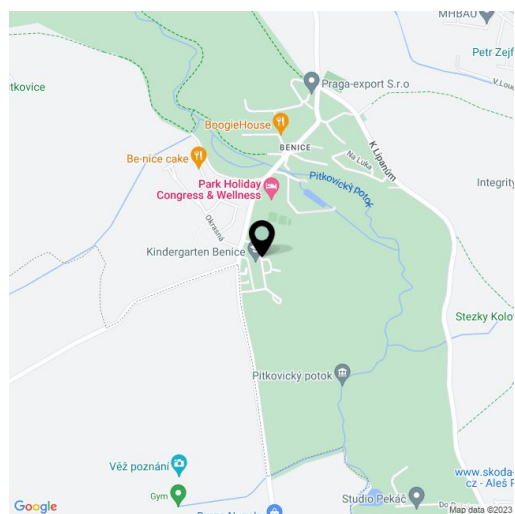 MHBAU
Petr Zejf
itkovice
Praga-export S.r.o
V Louc
BoogieHouse
BENICE
K Lipanům
Na Luka
Be-nice cake
Park Holiday
Congress & Wellness
Pitkovický potok
Integrity
Okrasná
Kindergarten Benice
Stezky Kolov
Pitkovický potok
Věž poznání
www.skoda-
cz - Aleš P
Gym
Studio Pekáč
Google
Map data ©2023